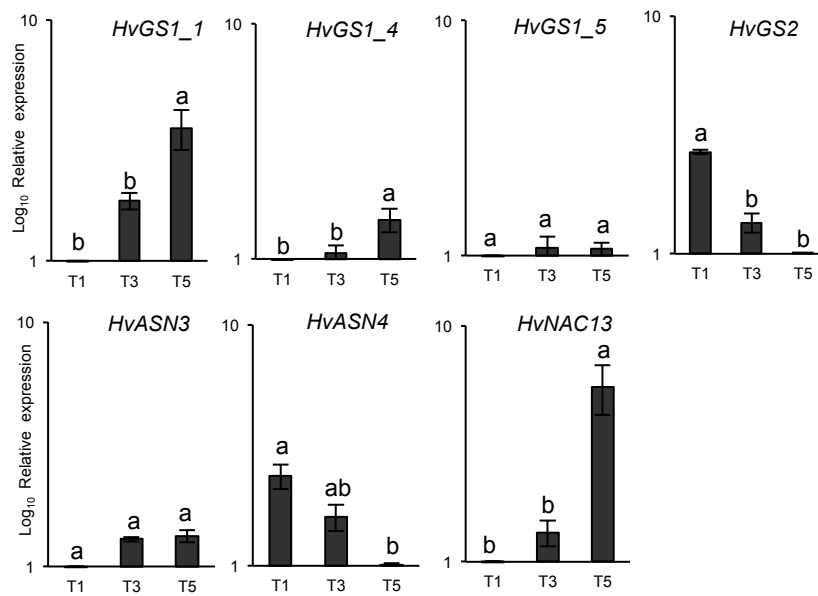 HvGS1_1
10
Log10 Relative expression
a
b
b
1
T1 T3 T5
HvGS1_4
10
a
b b
1
T1 T3 T5
HvGS1_5
10
a a a
1
T1 T3 T5
HvGS2
10
a
b
b
1
T1 T3 T5
HvASN3
10
Log10 Relative expression
a a a
1
T1 T3 T5
HvASN4
10
a
ab
b
1
T1 T3 T5
HvNAC13
10
a
b
b
1
T1 T3 T5